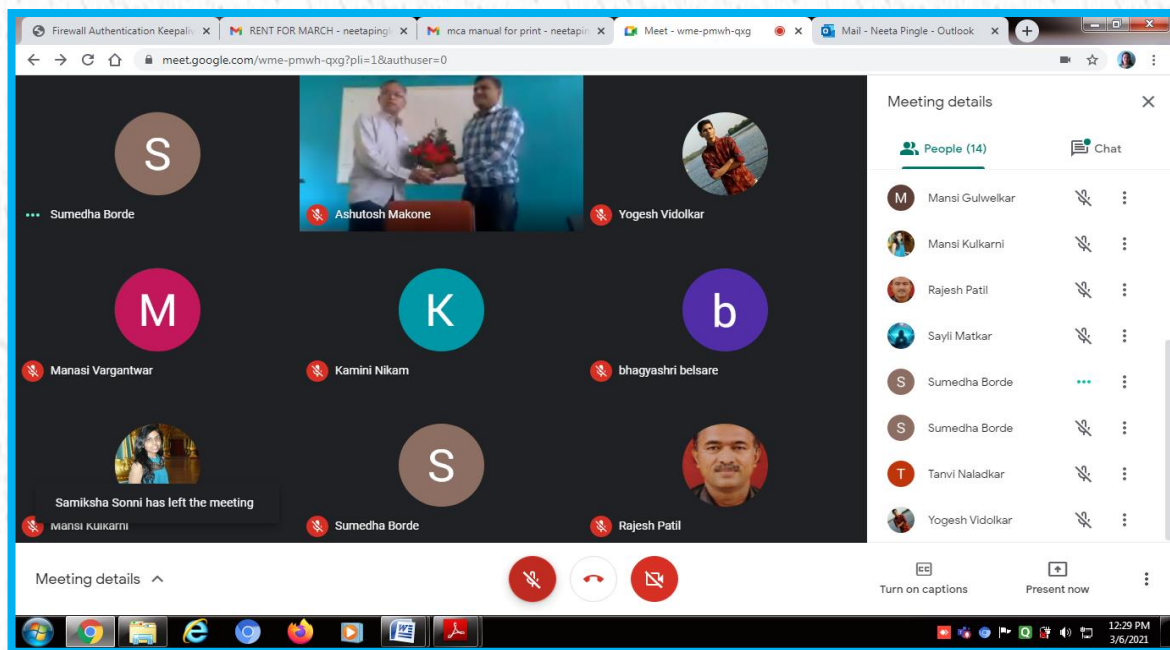 Firewall Authentication Keepaliv
RENT FOR MARCH - neetaping
mca manual for print - neetapin
Meet - wme-pmwh-qxg
Mail - Neeta Pingle - Outlook
meet.google.com/wme-pmwh-qxg?pli=1&authuser=0
S
Sumedha Borde
Ashutosh Makone
Yogesh Vidolkar
M
Manasi Vargantwar
K
Kamini Nikam
b
bhagyashri belsare
Samiksha Sonni has left the meeting
Mansi Kulkarni
S
Sumedha Borde
Rajesh Patil
Meeting details
People (14)
Chat
M
Mansi Gulwelkar
Mansi Kulkarni
Rajesh Patil
Sayli Matkar
S
Sumedha Borde
S
Sumedha Borde
T
Tanvi Naladkar
Yogesh Vidolkar
Meeting details
CC
Turn on captions
Present now
12:29 PM
3/6/2021